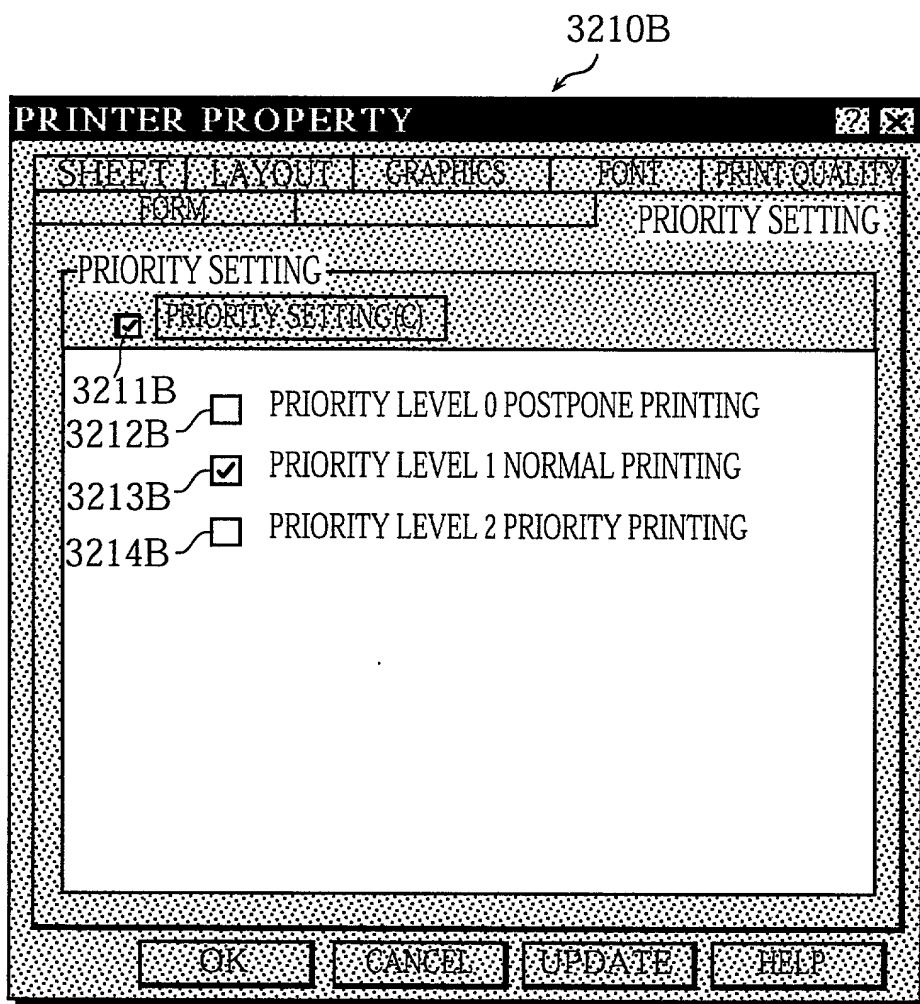 3210B
PRINTER PROPERTY ? X
SHEET LAYOUT GRAPHICS FONT PRINT QUALITY
FORM PRIORITY SETTING
PRIORITY SETTING
PRIORITY SETTING(C)
3211B
3212B PRIORITY LEVEL 0 POSTPONE PRINTING
3213B PRIORITY LEVEL 1 NORMAL PRINTING
3214B PRIORITY LEVEL 2 PRIORITY PRINTING
OK CANCEL UPDATE HELP